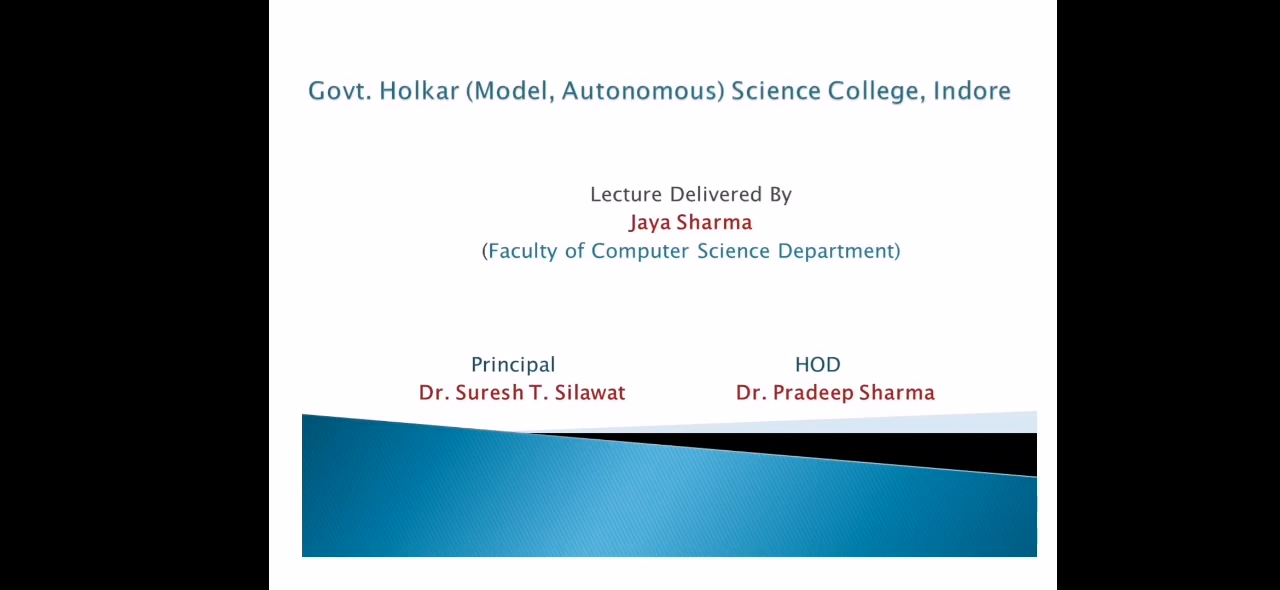 Govt. Holkar (Model, Autonomous) Science College, Indore
Lecture Delivered By
Jaya Sharma
(Faculty of Computer Science Department)
Principal HOD
Dr. Suresh T. Silawat Dr. Pradeep Sharma